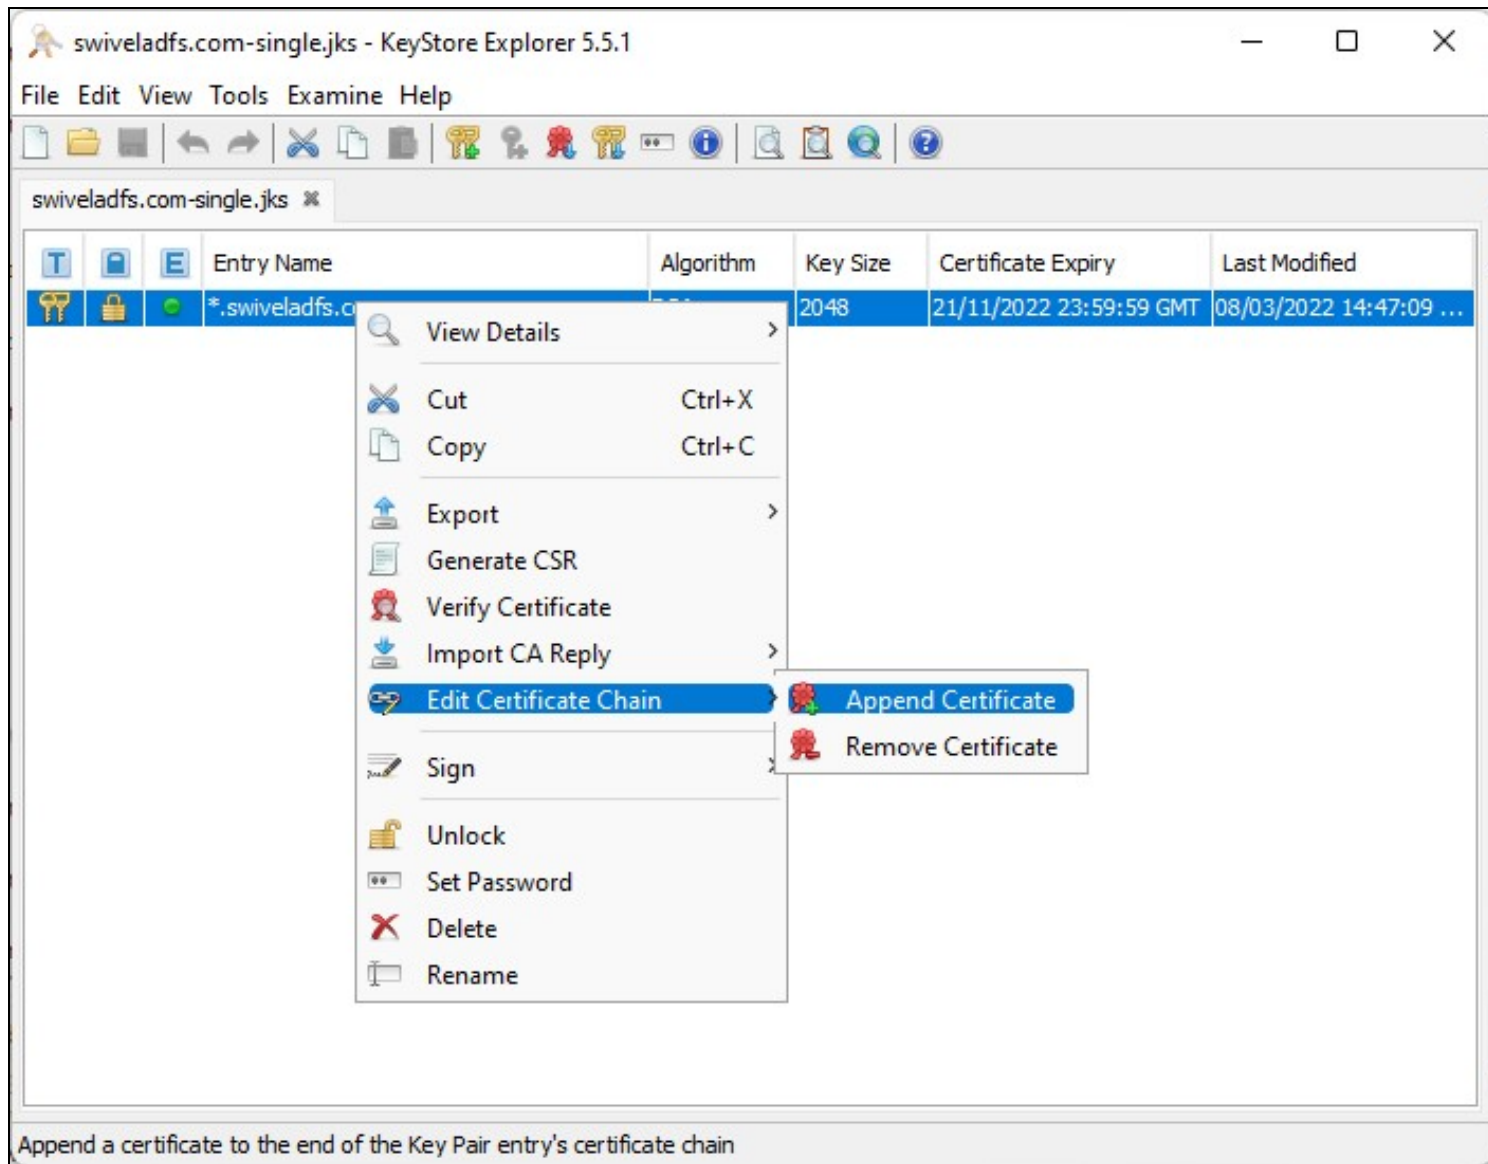 swiveladfs.com-single.jks - KeyStore Explorer 5.5.1
File Edit View Tools Examine Help
swiveladfs.com-single.jks
T E Entry Name Algorithm Key Size Certificate Expiry Last Modified
*.swiveladfs.c 2048 21/11/2022 23:59:59 GMT 08/03/2022 14:47:09 ...
View Details
Cut Ctrl+X
Copy Ctrl+C
Export
Generate CSR
Verify Certificate
Import CA Reply
Edit Certificate Chain
Append Certificate
Remove Certificate
Sign
Unlock
Set Password
Delete
Rename
Append a certificate to the end of the Key Pair entry's certificate chain